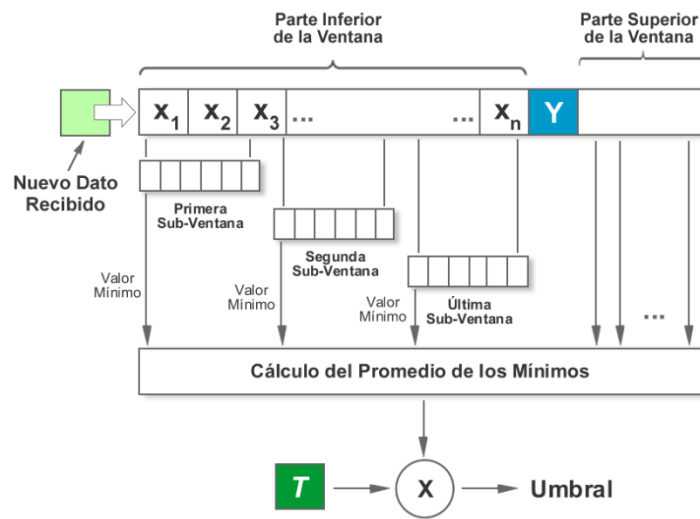 Parte Inferior
de la Ventana
Parte Superior
de la Ventana
x1 x2 x3 ... ... xn Y
Nuevo Dato
Recibido
Primera
Sub-Ventana
Segunda
Sub-Ventana
Última
Sub-Ventana
Valor
Mínimo
Valor
Mínimo
Valor
Mínimo
...
Cálculo del Promedio de los Mínimos
T
X
Umbral